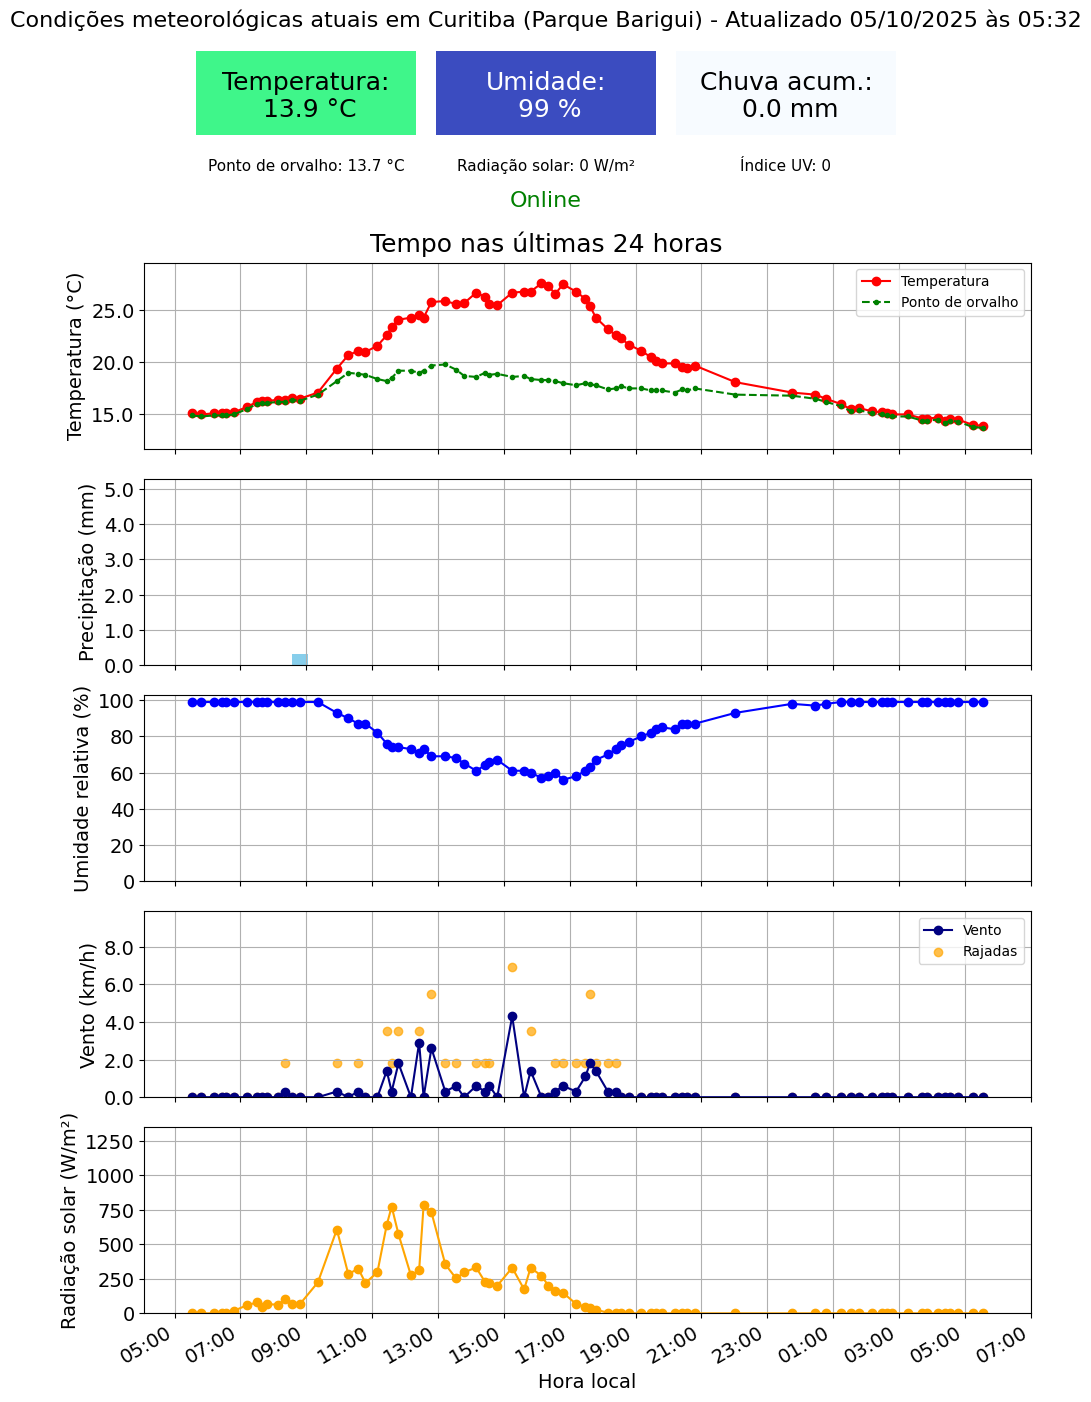 Condições meteorológicas atuais em Curitiba (Parque Barigui) - Atualizado 05/10/2025 às 05:32
Temperatura:
13.9 °C
Umidade:
99 %
Chuva acum.:
0.0 mm
Ponto de orvalho: 13.7 °C
Radiação solar: 0 W/m²
Índice UV: 0
Online
Tempo nas últimas 24 horas
Temperatura (°C)
25.0
20.0
15.0
Temperatura
Ponto de orvalho
Precipitação (mm)
5.0
4.0
3.0
2.0
1.0
0.0
Umidade relativa (%)
100
80
60
40
20
0
Vento (km/h)
8.0
6.0
4.0
2.0
0.0
Vento
Rajadas
Radiação solar (W/m²)
1250
1000
750
500
250
0
05:00 07:00 09:00 11:00 13:00 15:00 17:00 19:00 21:00 23:00 01:00 03:00 05:00 07:00
Hora local